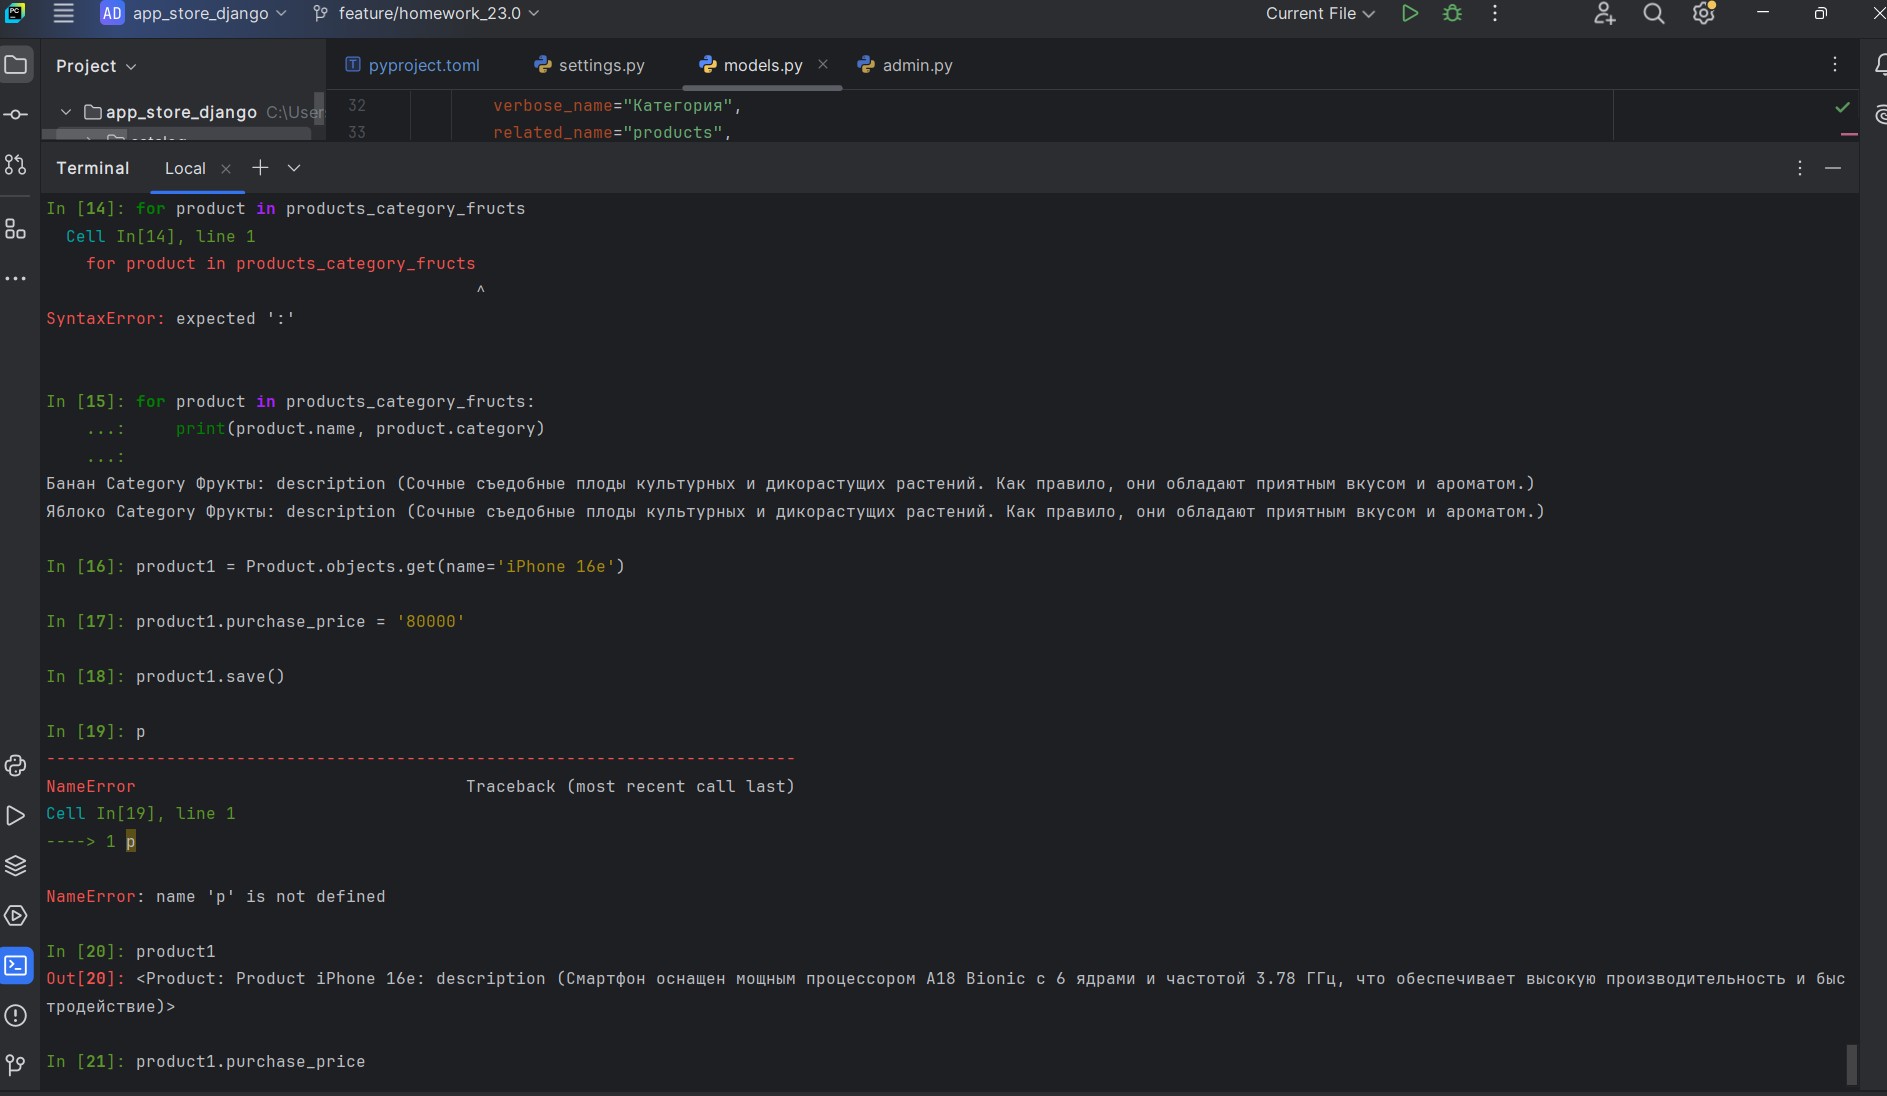 PC
AD app_store_django feature/homework_23.0 Current File
Project pyproject.toml settings.py models.py admin.py
app_store_django C:\User
32 verbose_name="Категория",
33 related_name="products",
Terminal Local
In [14]: for product in products_category_fructs
Cell In[14], line 1
for product in products_category_fructs
^
SyntaxError: expected ':'
In [15]: for product in products_category_fructs:
...: print(product.name, product.category)
...:
Банан Category Фрукты: description (Сочные съедобные плоды культурных и дикорастущих растений. Как правило, они обладают приятным вкусом и ароматом.)
Яблоко Category Фрукты: description (Сочные съедобные плоды культурных и дикорастущих растений. Как правило, они обладают приятным вкусом и ароматом.)
In [16]: product1 = Product.objects.get(name='iPhone 16e')
In [17]: product1.purchase_price = '80000'
In [18]: product1.save()
In [19]: p
---------------------------------------------------------------------------
NameError Traceback (most recent call last)
Cell In[19], line 1
----> 1 p
NameError: name 'p' is not defined
In [20]: product1
Out[20]: <Product: Product iPhone 16e: description (Смартфон оснащен мощным процессором A18 Bionic с 6 ядрами и частотой 3.78 ГГц, что обеспечивает высокую производительность и быс
тродействие)>
In [21]: product1.purchase_price